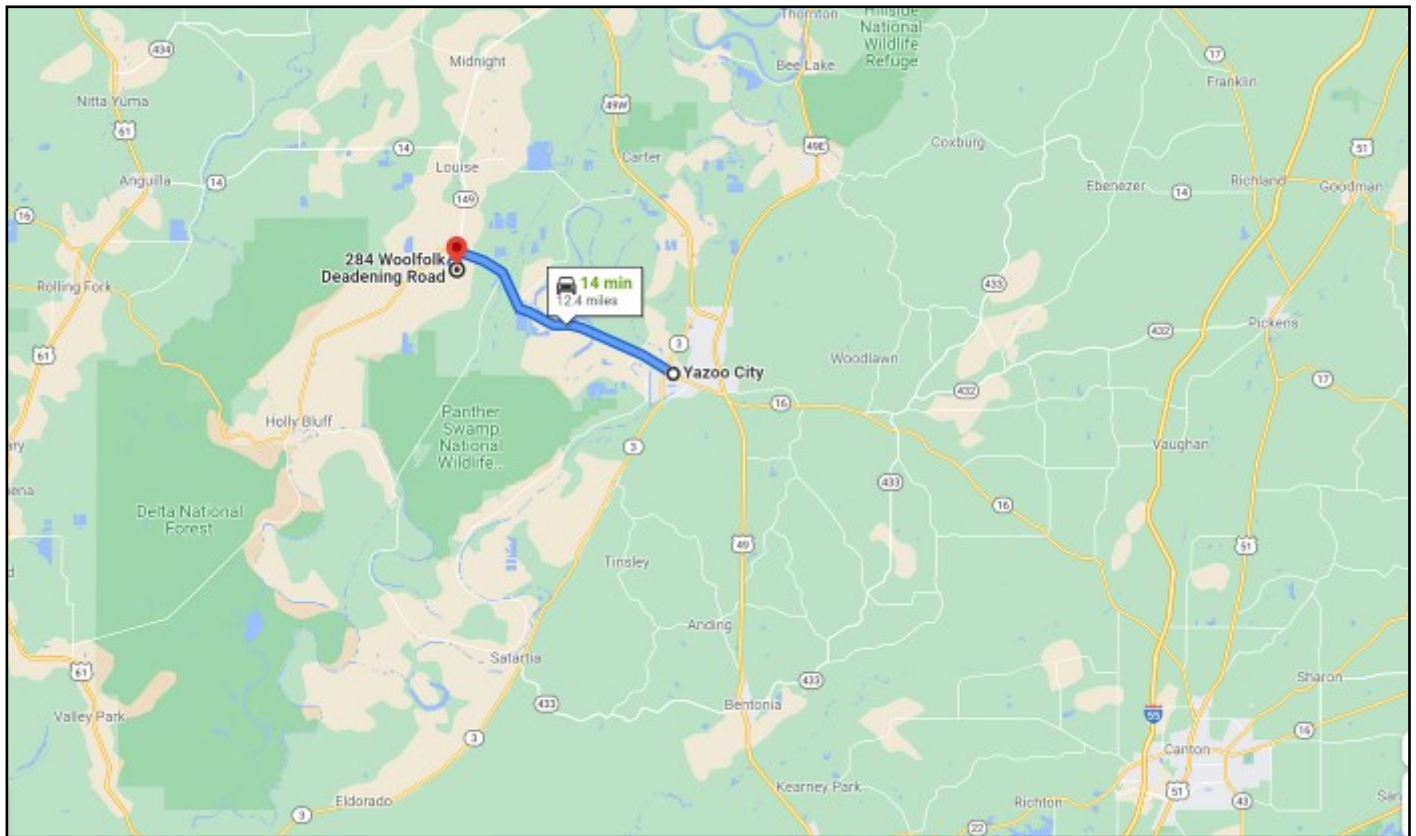 Thornton
Hillside
National
Wildlife
Refuge
434
Midnight
Bee Lake
17
Franklin
Nitta Yuma
49W
61
Coxburg
49E
51
14
Carter
Louise
Anguilla
14
Ebenezer
14
Richland
Goodman
149
16
284 Woolfolk
Deadening Road
14 min
12.4 miles
Rolling Fork
433
432
Pickens
61
3
Woodlawn
Yazoo City
17
432
16
Panther
Swamp
National
Wildlife...
Holly Bluff
3
Vaughan
433
16
Delta National
Forest
49
51
Tinsley
Anding
Satartia
61
433
Sharon
433
Bentonia
Valley Park
55
16
3
Canton
Kearney Park
51
Eldorado
Richton
43
3
22